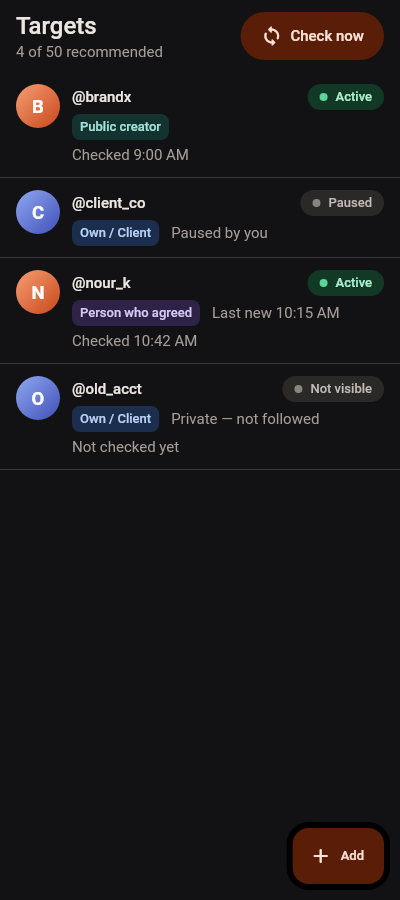 Targets
4 of 50 recommended
Check now
B
@brandx
Active
Public creator
Checked 9:00 AM
C
@client_co
Paused
Own / Client
Paused by you
N
@nour_k
Active
Person who agreed
Last new 10:15 AM
Checked 10:42 AM
O
@old_acct
Not visible
Own / Client
Private — not followed
Not checked yet
Add